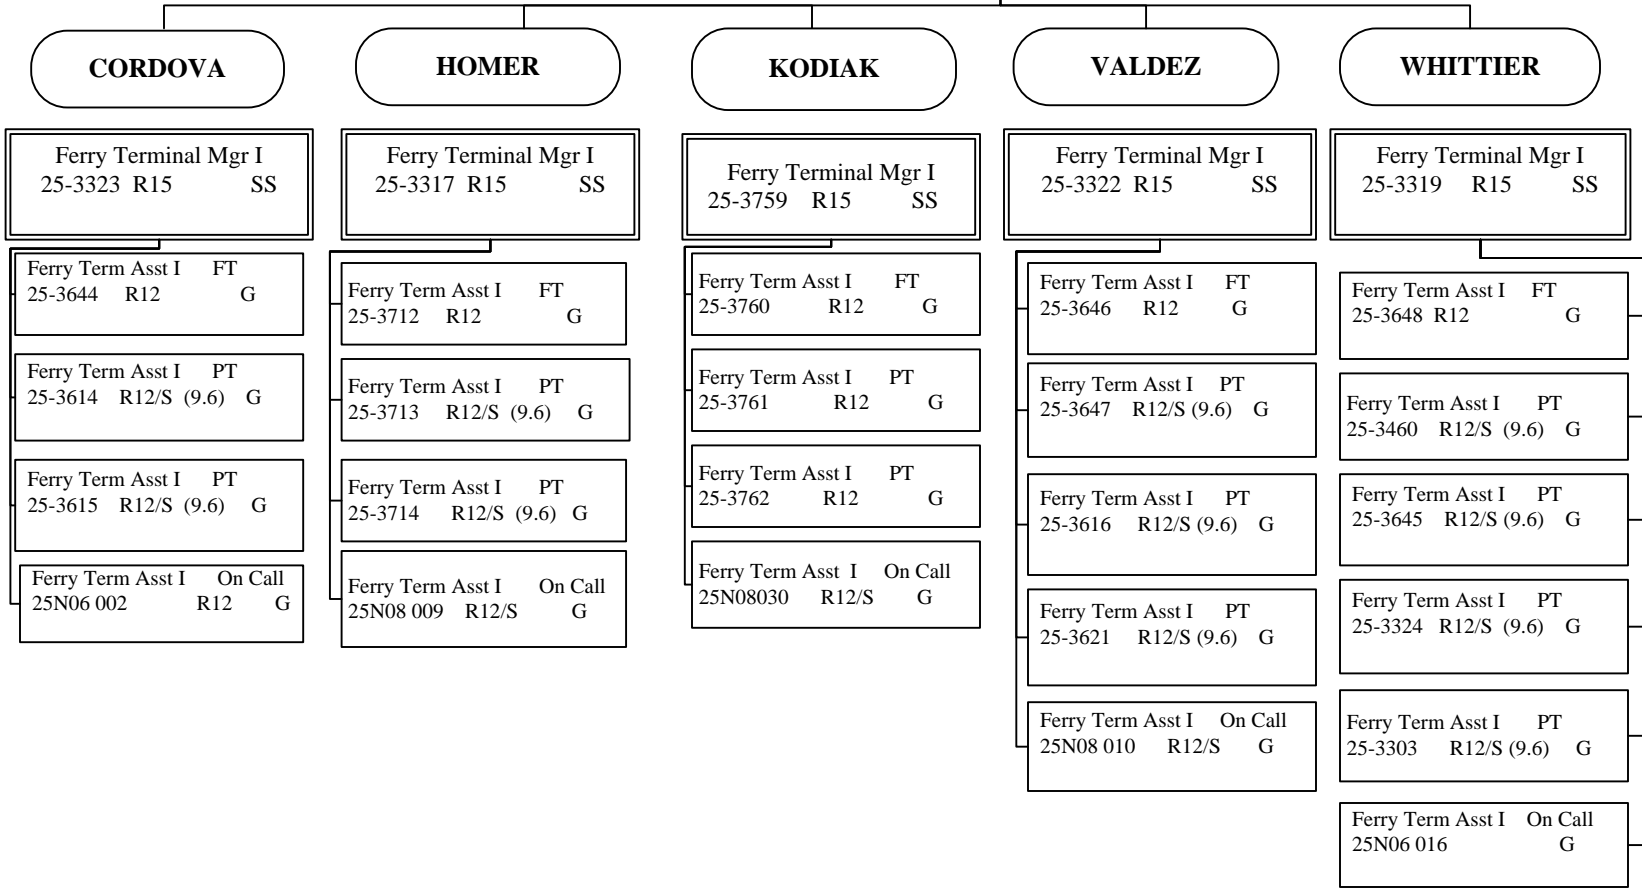 CORDOVA
Ferry Terminal Mgr I
25-3323 R15 SS
Ferry Term Asst I FT
25-3644 R12 G
Ferry Term Asst I PT
25-3614 R12/S (9.6) G
Ferry Term Asst I PT
25-3615 R12/S (9.6) G
Ferry Term Asst I On Call
25N06 002 R12 G
HOMER
Ferry Terminal Mgr I
25-3317 R15 SS
Ferry Term Asst I FT
25-3712 R12 G
Ferry Term Asst I PT
25-3713 R12/S (9.6) G
Ferry Term Asst I PT
25-3714 R12/S (9.6) G
Ferry Term Asst I On Call
25N08 009 R12/S G
KODIAK
Ferry Terminal Mgr I
25-3759 R15 SS
Ferry Term Asst I FT
25-3760 R12 G
Ferry Term Asst I PT
25-3761 R12 G
Ferry Term Asst I PT
25-3762 R12 G
Ferry Term Asst I On Call
25N08030 R12/S G
VALDEZ
Ferry Terminal Mgr I
25-3322 R15 SS
Ferry Term Asst I FT
25-3646 R12 G
Ferry Term Asst I PT
25-3647 R12/S (9.6) G
Ferry Term Asst I PT
25-3616 R12/S (9.6) G
Ferry Term Asst I PT
25-3621 R12/S (9.6) G
Ferry Term Asst I On Call
25N08 010 R12/S G
WHITTIER
Ferry Terminal Mgr I
25-3319 R15 SS
Ferry Term Asst I FT
25-3648 R12 G
Ferry Term Asst I PT
25-3460 R12/S (9.6) G
Ferry Term Asst I PT
25-3645 R12/S (9.6) G
Ferry Term Asst I PT
25-3324 R12/S (9.6) G
Ferry Term Asst I PT
25-3303 R12/S (9.6) G
Ferry Term Asst I On Call
25N06 016 G